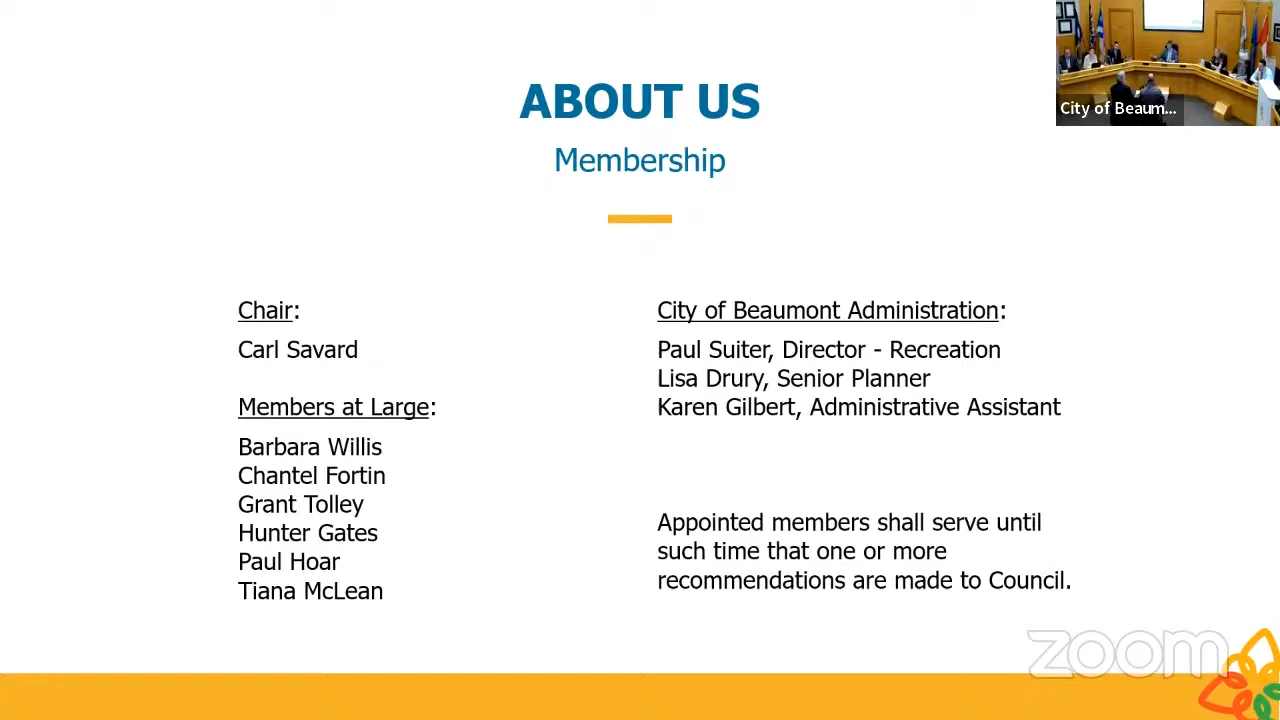 ABOUT US
Membership
City of Beaum...
Chair:
Carl Savard
Members at Large:
Barbara Willis
Chantel Fortin
Grant Tolley
Hunter Gates
Paul Hoar
Tiana McLean
City of Beaumont Administration:
Paul Suiter, Director - Recreation
Lisa Drury, Senior Planner
Karen Gilbert, Administrative Assistant
Appointed members shall serve until
such time that one or more
recommendations are made to Council.
zoom